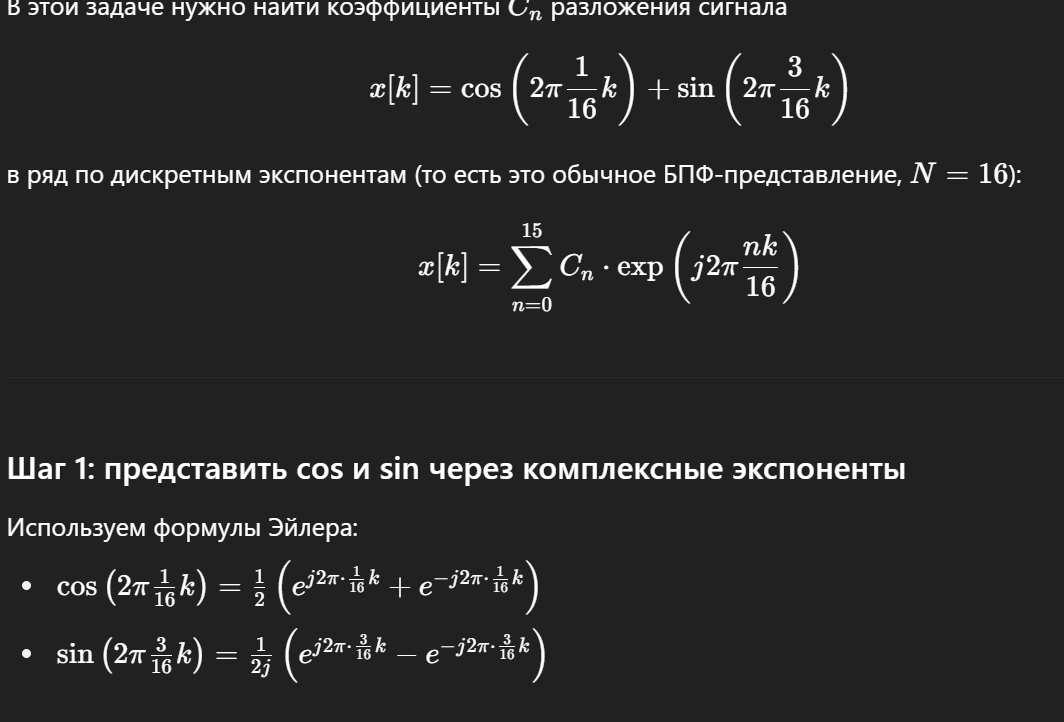 В этой задаче нужно найти коэффициенты Cₙ разложения сигнала
x[k] = cos(2π 1/16 k) + sin(2π 3/16 k)
в ряд по дискретным экспонентам (то есть это обычное БПФ-представление, N = 16):
x[k] = ∑_{n=0}^{15} Cₙ · exp(j2π nk/16)
Шаг 1: представить cos и sin через комплексные экспоненты
Используем формулы Эйлера:
• cos(2π 1/16 k) = 1/2 (e^{j2π·1/16 k} + e^{−j2π·1/16 k})
• sin(2π 3/16 k) = 1/2j (e^{j2π·3/16 k} − e^{−j2π·3/16 k})